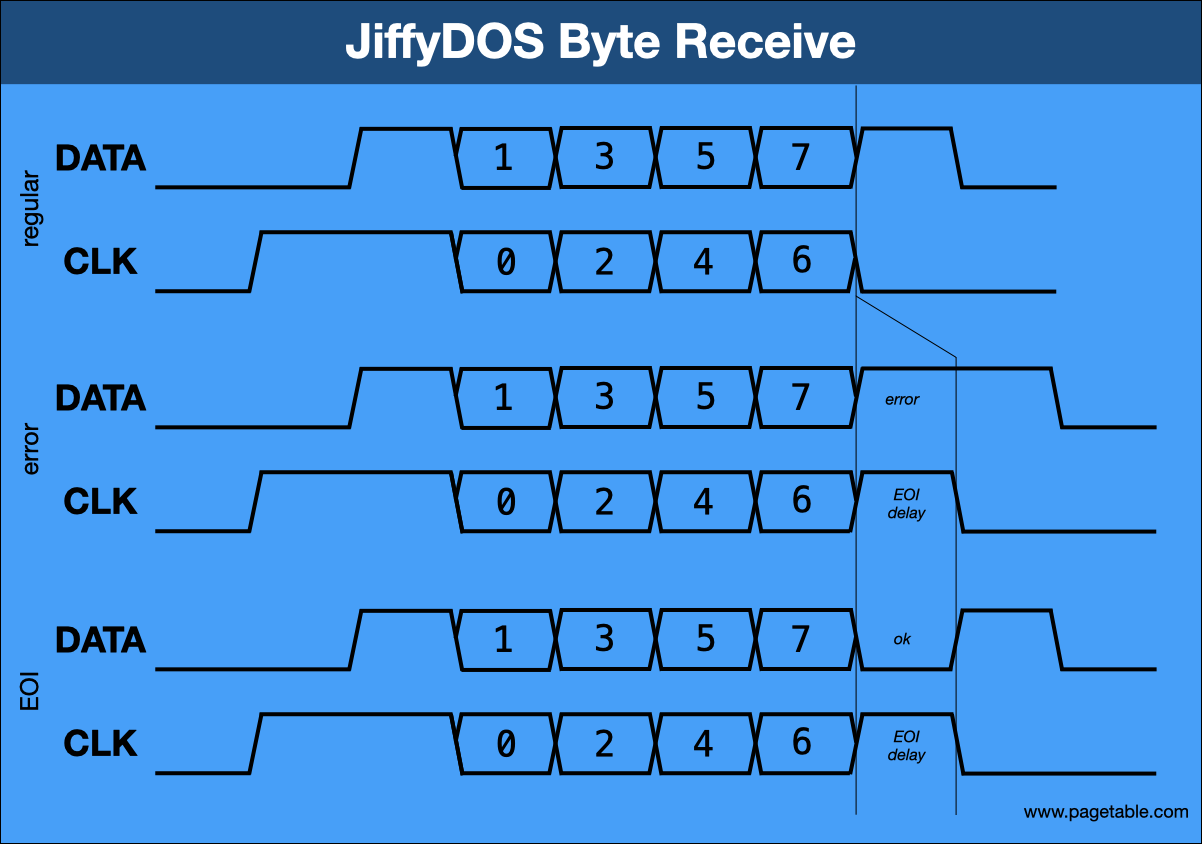 JiffyDOS Byte Receive
regular
DATA 1 3 5 7
CLK 0 2 4 6
error
DATA 1 3 5 7 error
CLK 0 2 4 6 EOI
delay
EOI
DATA 1 3 5 7 ok
CLK 0 2 4 6 EOI
delay
www.pagetable.com